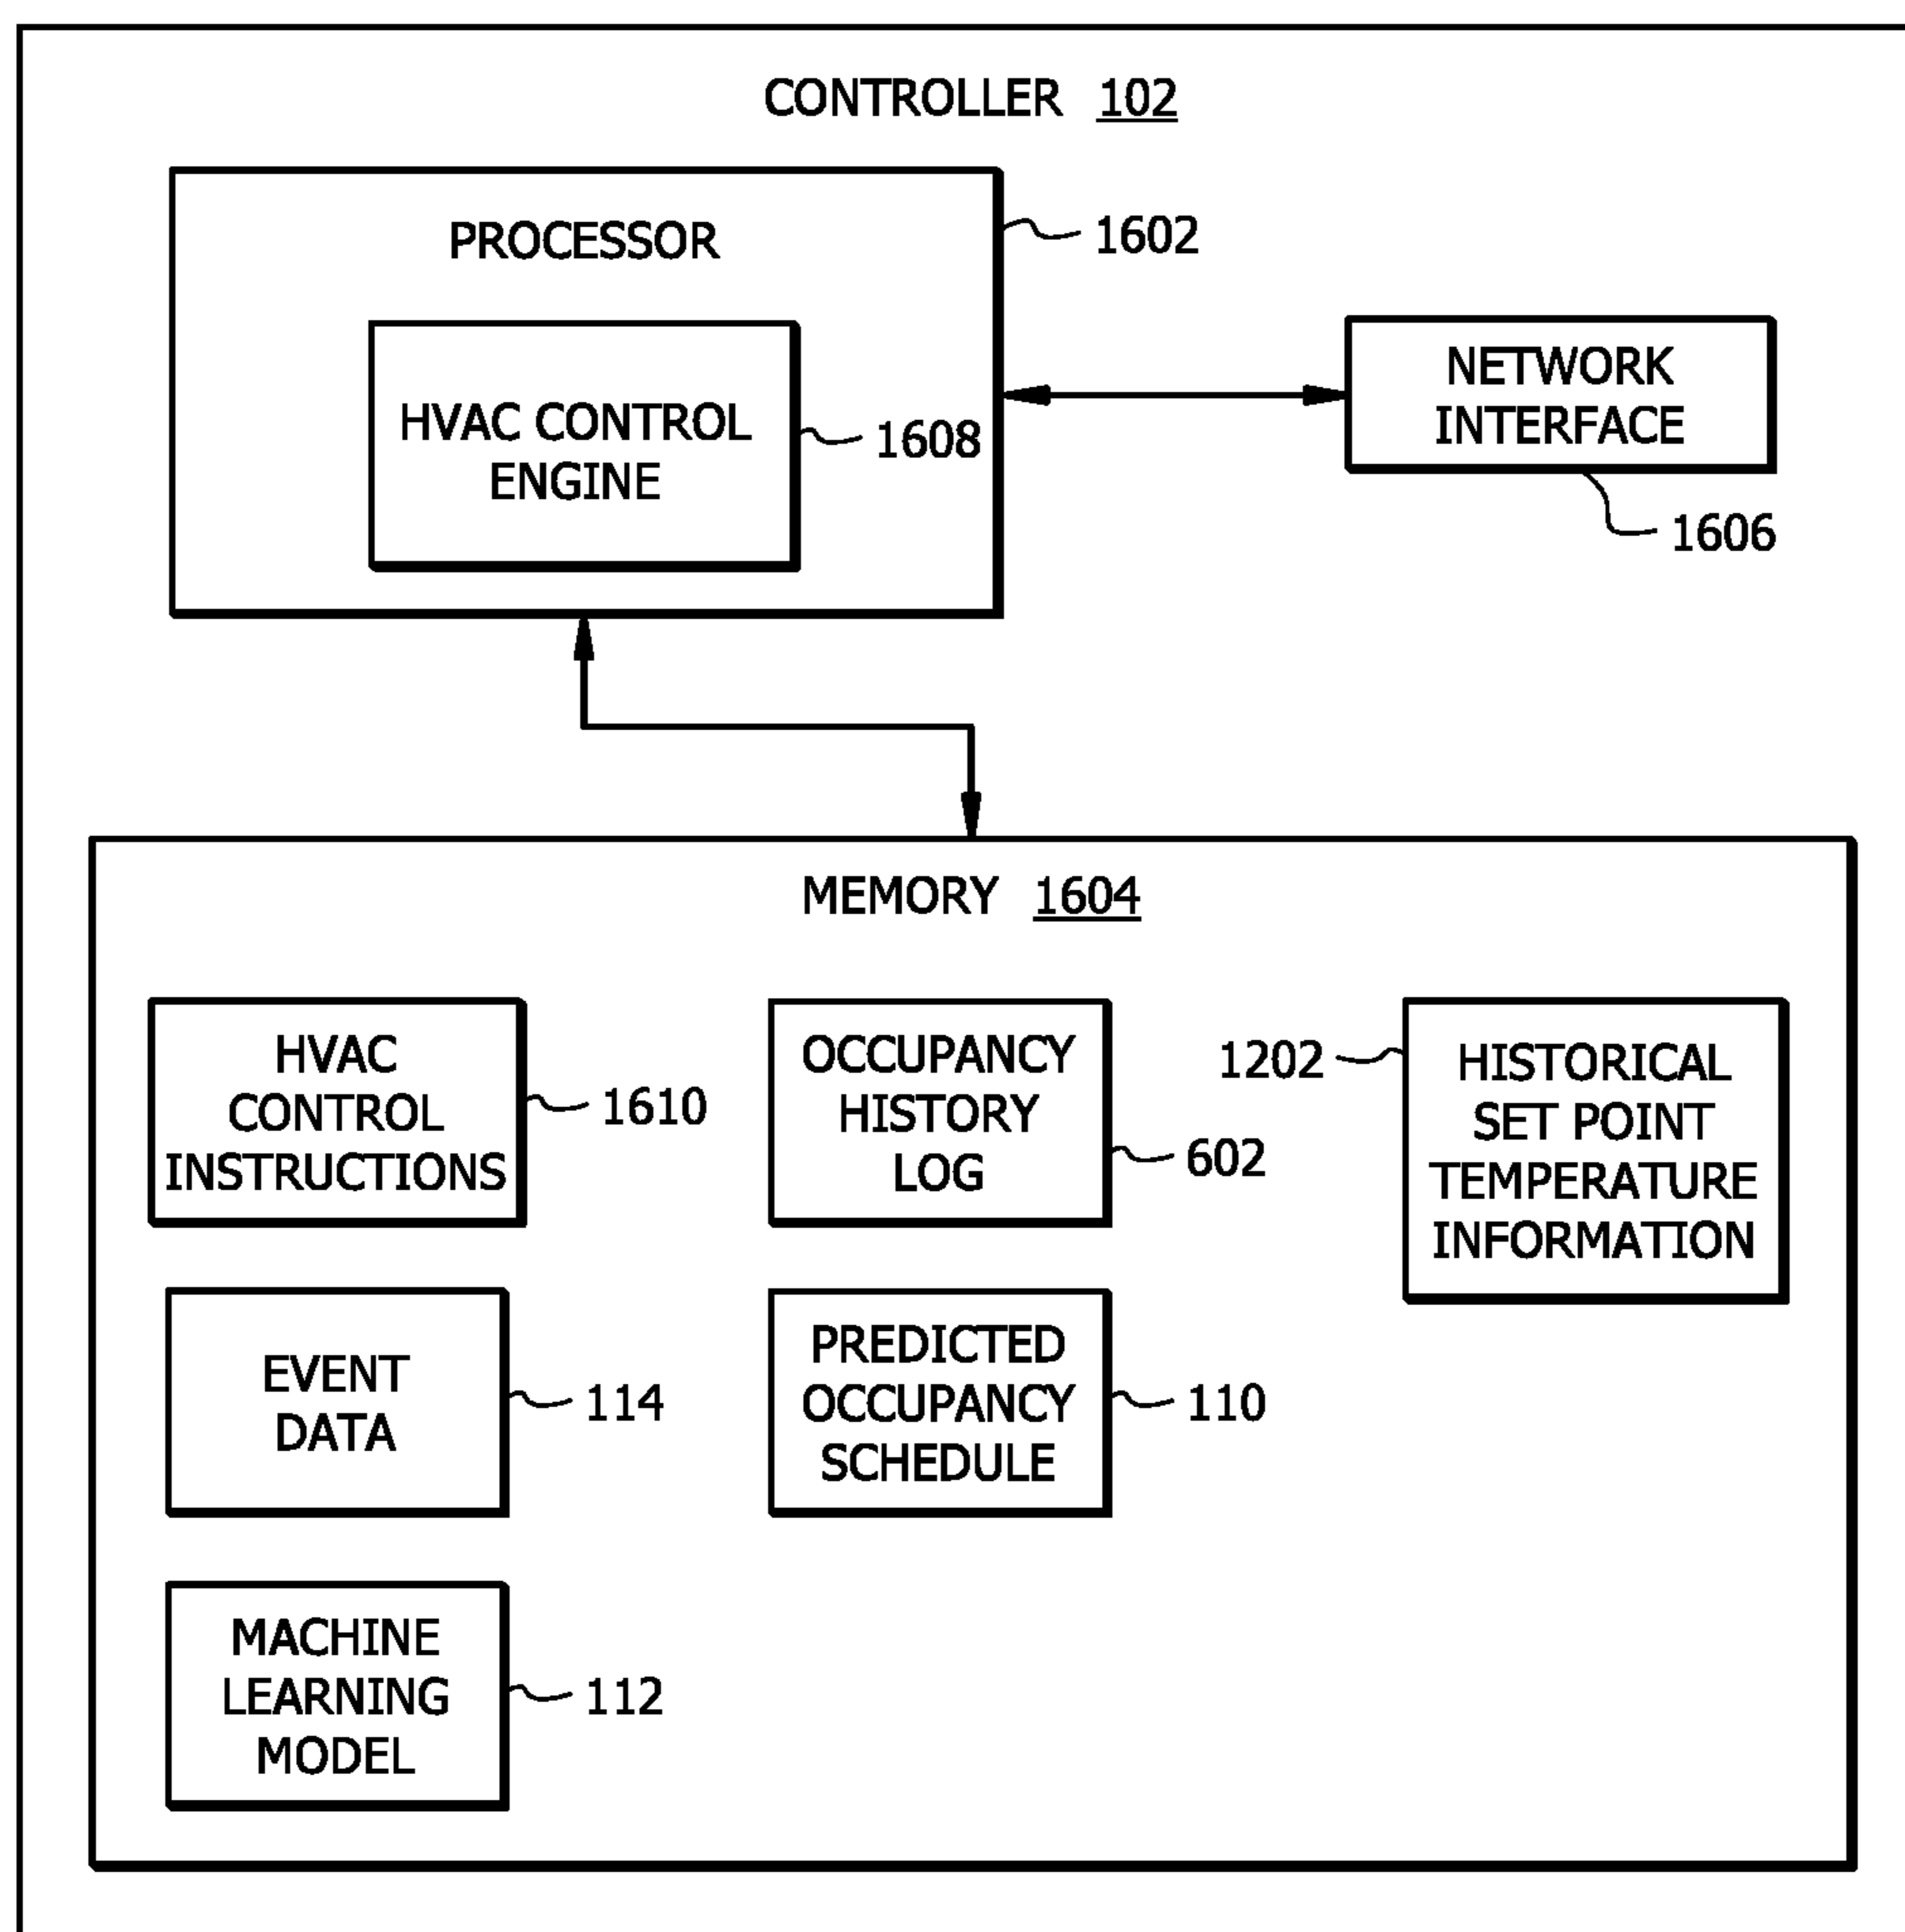 CONTROLLER 102
PROCESSOR
1602
HVAC CONTROL
ENGINE
1608
NETWORK
INTERFACE
1606
MEMORY 1604
HVAC
CONTROL
INSTRUCTIONS
1610
OCCUPANCY
HISTORY
LOG
602
1202
HISTORICAL
SET POINT
TEMPERATURE
INFORMATION
EVENT
DATA
114
PREDICTED
OCCUPANCY
SCHEDULE
110
MACHINE
LEARNING
MODEL
112